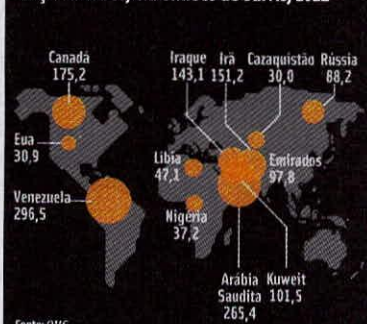 Canadá
175,2
Iraque
143,1
Irã
151,2
Cazaquistão
30,0
Rússia
88,2
Eua
30,9
Líbia
47,1
Emirados
97,8
Venezuela
296,5
Nigéria
37,2
Arábia
Saudita
265,4
Kuweit
101,5